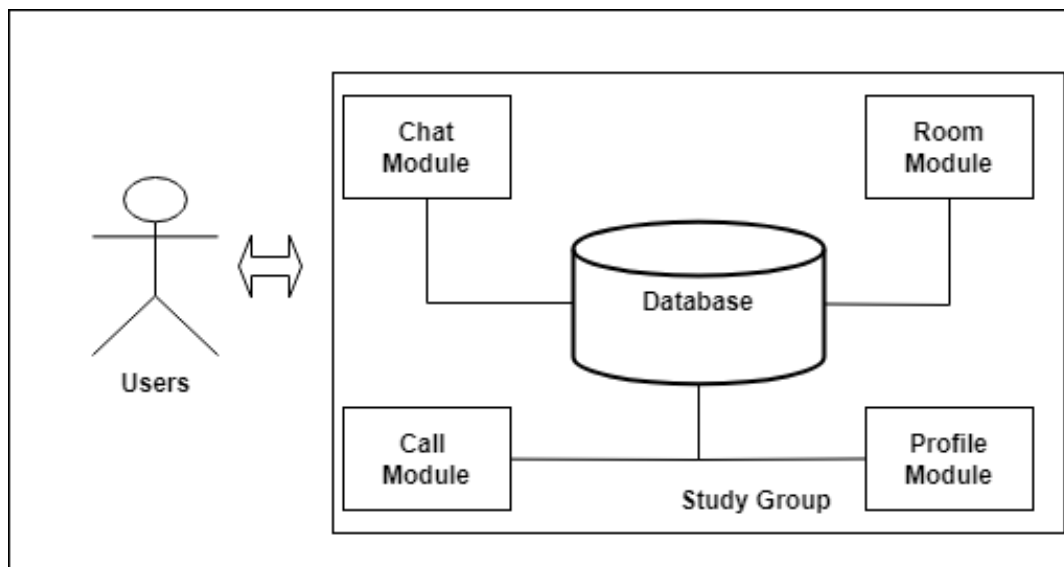 Chat
Module
Room
Module
Database
Users
Call
Module
Profile
Module
Study Group